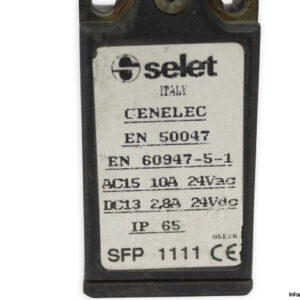 selet
ITALY
CENELEC
EN 50047
EN 60947-5-1
AC15 10A 24Vac
DC13 2,8A 24Vdc
IP 65
SFP 1111 CE